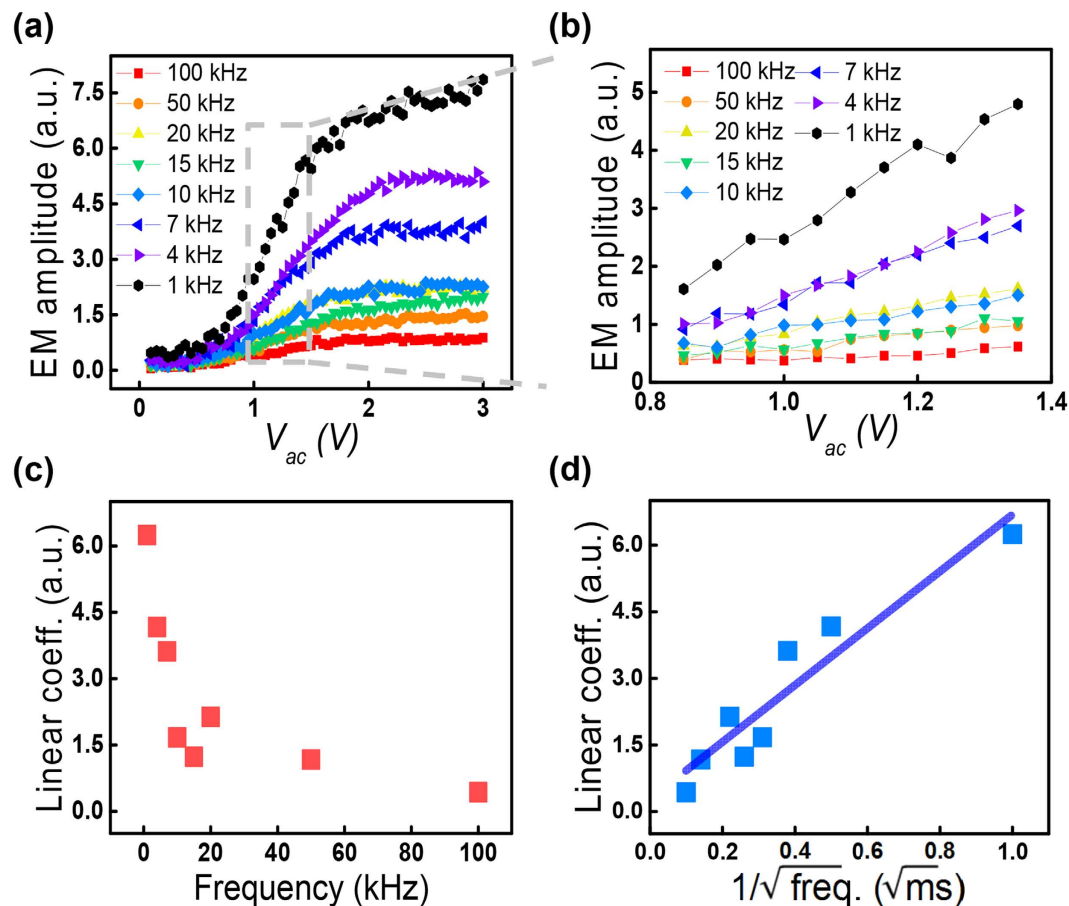 (a)
EM amplitude (a.u.)
7.5
6.0
4.5
3.0
1.5
0.0
100 kHz
50 kHz
20 kHz
15 kHz
10 kHz
7 kHz
4 kHz
1 kHz
0
1
2
3
V_ac (V)
(b)
EM amplitude (a.u.)
5
4
3
2
1
0
100 kHz
50 kHz
20 kHz
15 kHz
10 kHz
7 kHz
4 kHz
1 kHz
0.8
1.0
1.2
1.4
V_ac (V)
(c)
Linear coeff. (a.u.)
6.0
4.5
3.0
1.5
0.0
0
20
40
60
80
100
Frequency (kHz)
(d)
Linear coeff. (a.u.)
6.0
4.5
3.0
1.5
0.0
0.0
0.2
0.4
0.6
0.8
1.0
1/√freq. (√ms)